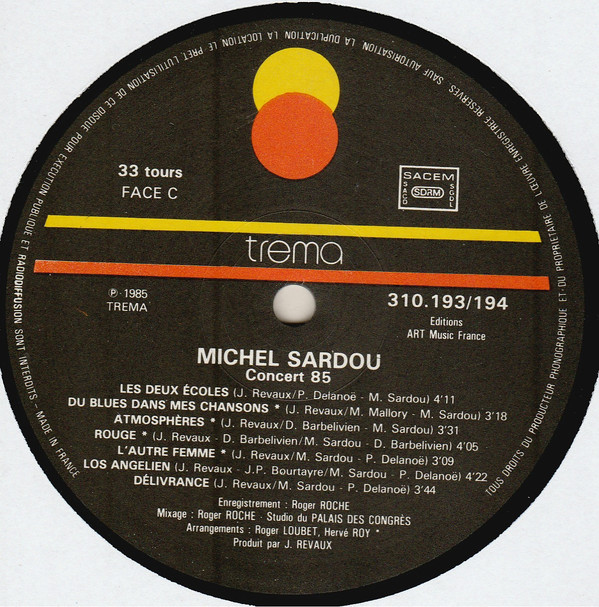 TOUS DROITS DU PRODUCTEUR PHONOGRAPHIQUE ET DU PROPRIETAIRE DE L'ŒUVRE ENREGISTREE RESERVES. SAUF AUTORISATION, LA DUPLICATION, LA LOCATION, LE PRET, L'UTILISATION DE CE DISQUE POUR EXECUTION PUBLIQUE ET RADIODIFFUSION SONT INTERDITS - MADE IN FRANCE
33 tours
FACE C
SACEM
SACD SDRM SGDL
trema
℗ · 1985
TREMA
310.193/194
Editions
ART Music France
MICHEL SARDOU
Concert 85
LES DEUX ÉCOLES (J. Revaux/P. Delanoë - M. Sardou) 4'11
DU BLUES DANS MES CHANSONS * (J. Revaux/M. Mallory - M. Sardou) 3'18
ATMOSPHÈRES * (J. Revaux/D. Barbelivien - M. Sardou) 3'31
ROUGE * (J. Revaux - D. Barbelivien/M. Sardou - D. Barbelivien) 4'05
L'AUTRE FEMME * (J. Revaux/M. Sardou - P. Delanoë) 3'09
LOS ANGELIEN (J. Revaux - J.P. Bourtayre/M. Sardou - P. Delanoë) 4'22
DÉLIVRANCE (J. Revaux/M. Sardou - P. Delanoë) 3'44
Enregistrement : Roger ROCHE
Mixage : Roger ROCHE - Studio du PALAIS DES CONGRÈS
Arrangements : Roger LOUBET, Hervé ROY *
Produit par J. REVAUX